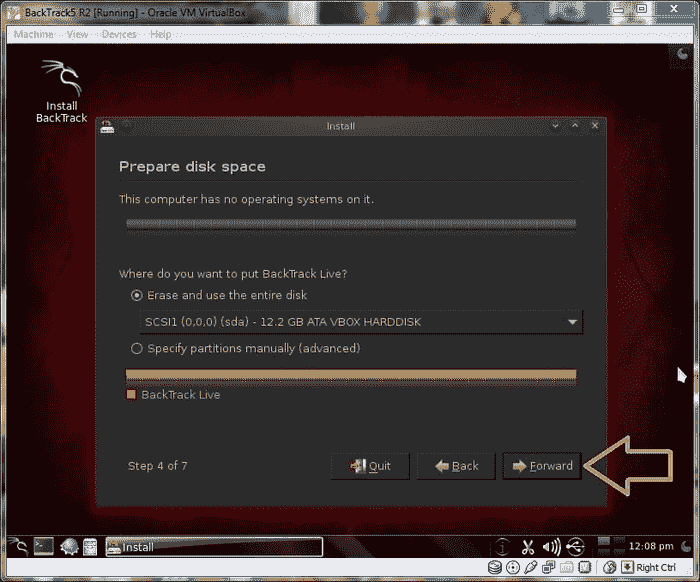 BackTrack5 R2 [Running] - Oracle VM VirtualBox
Machine View Devices Help
Install
BackTrack
Install
Prepare disk space
This computer has no operating systems on it.
Where do you want to put BackTrack Live?
Erase and use the entire disk
SCSI1 (0,0,0) (sda) - 12.2 GB ATA VBOX HARDDISK
Specify partitions manually (advanced)
BackTrack Live
Step 4 of 7
Quit
Back
Forward
Install
12:08 pm
Right Ctrl